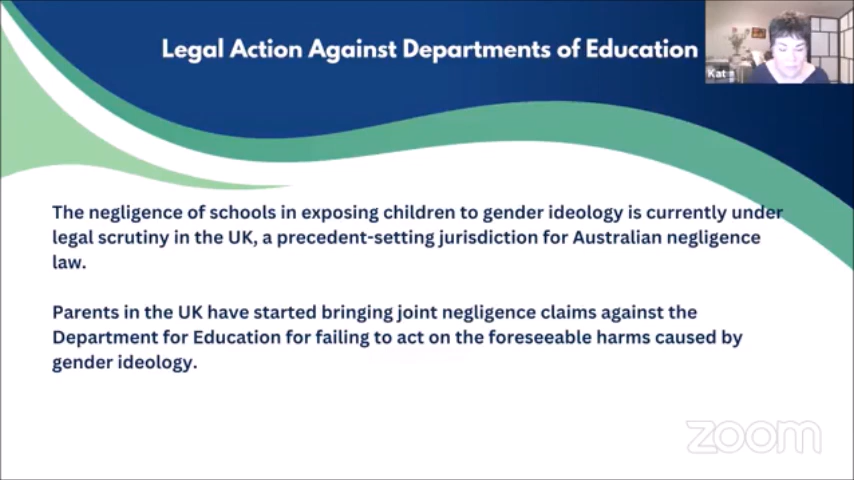 Legal Action Against Departments of Education
Kat
The negligence of schools in exposing children to gender ideology is currently under
legal scrutiny in the UK, a precedent-setting jurisdiction for Australian negligence
law.
Parents in the UK have started bringing joint negligence claims against the
Department for Education for failing to act on the foreseeable harms caused by
gender ideology.
zoom